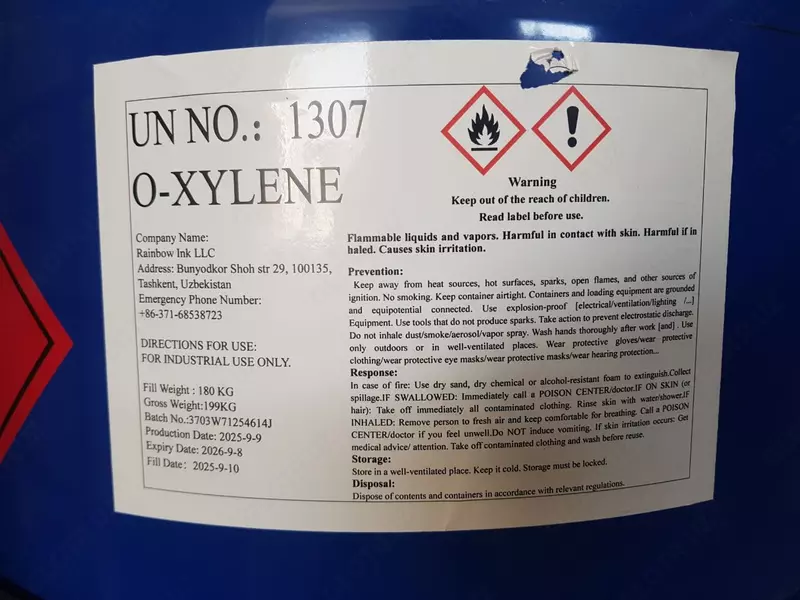 UN NO.: 1307
O-XYLENE
Company Name:
Rainbow Ink LLC
Address: Bunyodkor Shoh str 29, 100135,
Tashkent, Uzbekistan
Emergency Phone Number:
+86-371-68538723
DIRECTIONS FOR USE:
FOR INDUSTRIAL USE ONLY.
Fill Weight : 180 KG
Gross Weight:199KG
Batch No.:3703W71254614J
Production Date: 2025-9-9
Expiry Date: 2026-9-8
Fill Date： 2025-9-10
Warning
Keep out of the reach of children.
Read label before use.
Flammable liquids and vapors. Harmful in contact with skin. Harmful if in
haled. Causes skin irritation.
Prevention:
Keep away from heat sources, hot surfaces, sparks, open flames, and other sources of
ignition. No smoking. Keep container airtight. Containers and loading equipment are grounded
and equipotential connected. Use explosion-proof [electrical/ventilation/lighting /...]
Equipment. Use tools that do not produce sparks. Take action to prevent electrostatic discharge.
Do not inhale dust/smoke/aerosol/vapor spray. Wash hands thoroughly after work [and] . Use
only outdoors or in well-ventilated places. Wear protective gloves/wear protective
clothing/wear protective eye masks/wear protective masks/wear hearing protection...
Response:
In case of fire: Use dry sand, dry chemical or alcohol-resistant foam to extinguish.Collect
spillage.IF SWALLOWED: Immediately call a POISON CENTER/doctor.IF ON SKIN (or
hair): Take off immediately all contaminated clothing. Rinse skin with water/shower.IF
INHALED: Remove person to fresh air and keep comfortable for breathing. Call a POISON
CENTER/doctor if you feel unwell.Do NOT induce vomiting. If skin irritation occurs: Get
medical advice/ attention. Take off contaminated clothing and wash before reuse.
Storage:
Store in a well-ventilated place. Keep it cold. Storage must be locked.
Disposal:
Dispose of contents and containers in accordance with relevant regulations.